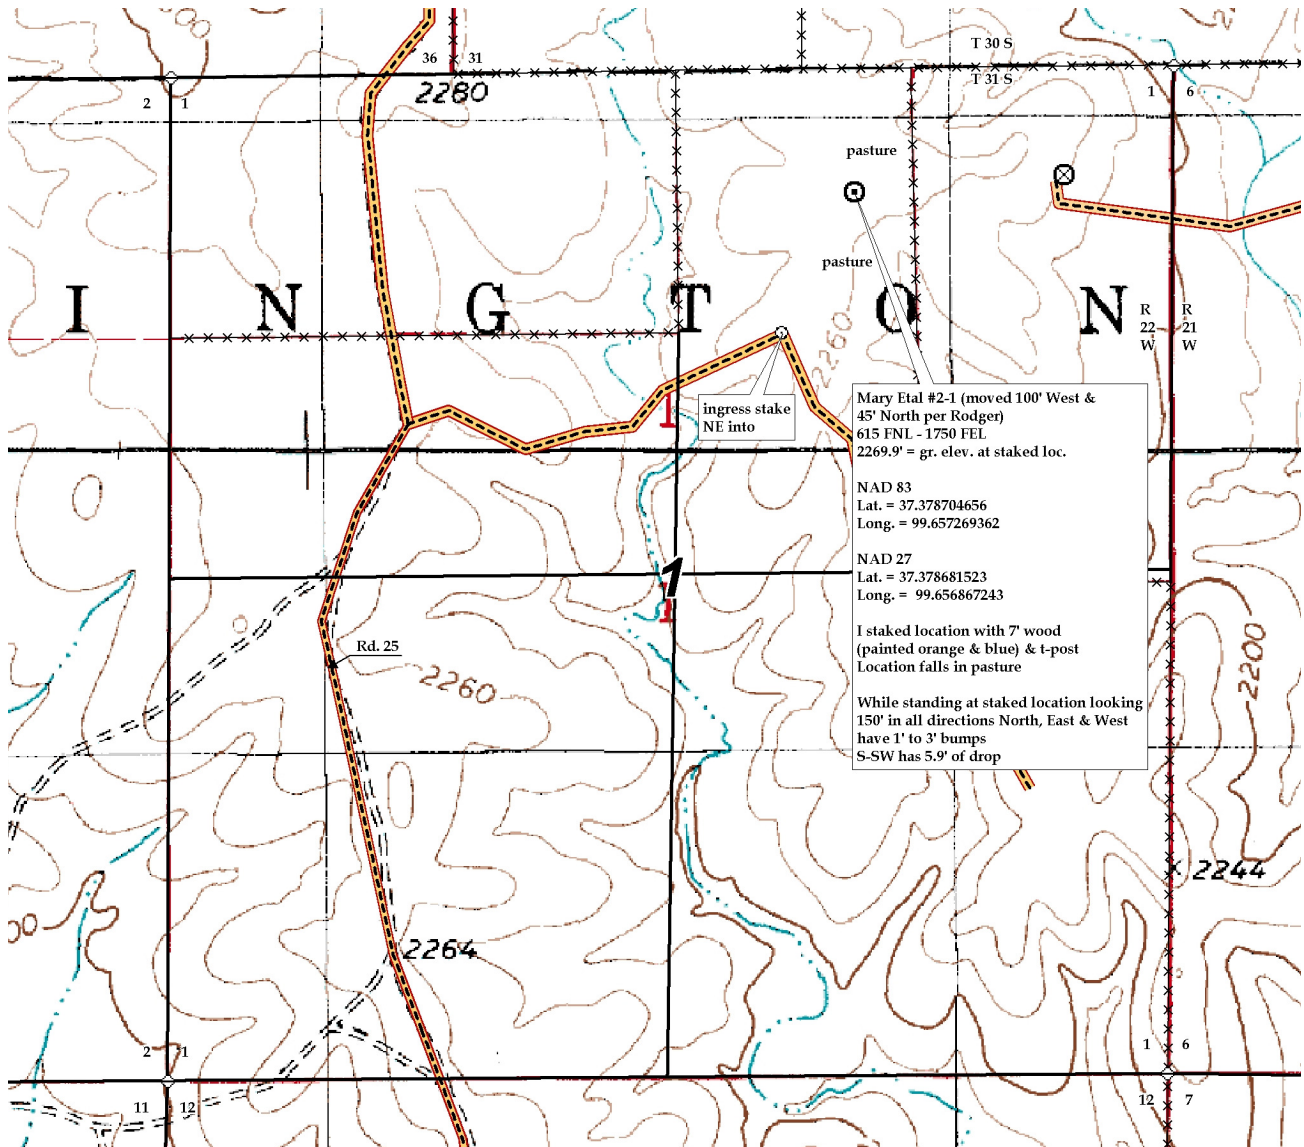 36 31
T 30 S
T 31 S
2280
2 1
1 6
pasture
pasture
I N G T O N
R R
22 21
W W
2260
ingress stake
NE into
Mary Etal #2-1 (moved 100' West &
45' North per Rodger)
615 FNL - 1750 FEL
2269.9' = gr. elev. at staked loc.
NAD 83
Lat. = 37.378704656
Long. = 99.657269362
NAD 27
Lat. = 37.378681523
Long. = 99.656867243
I staked location with 7' wood
(painted orange & blue) & t-post
Location falls in pasture
While standing at staked location looking
150' in all directions North, East & West
have 1' to 3' bumps
S-SW has 5.9' of drop
1
1
1
Rd. 25
2260
2200
2244
2264
2 1
1 6
11 12
12 7